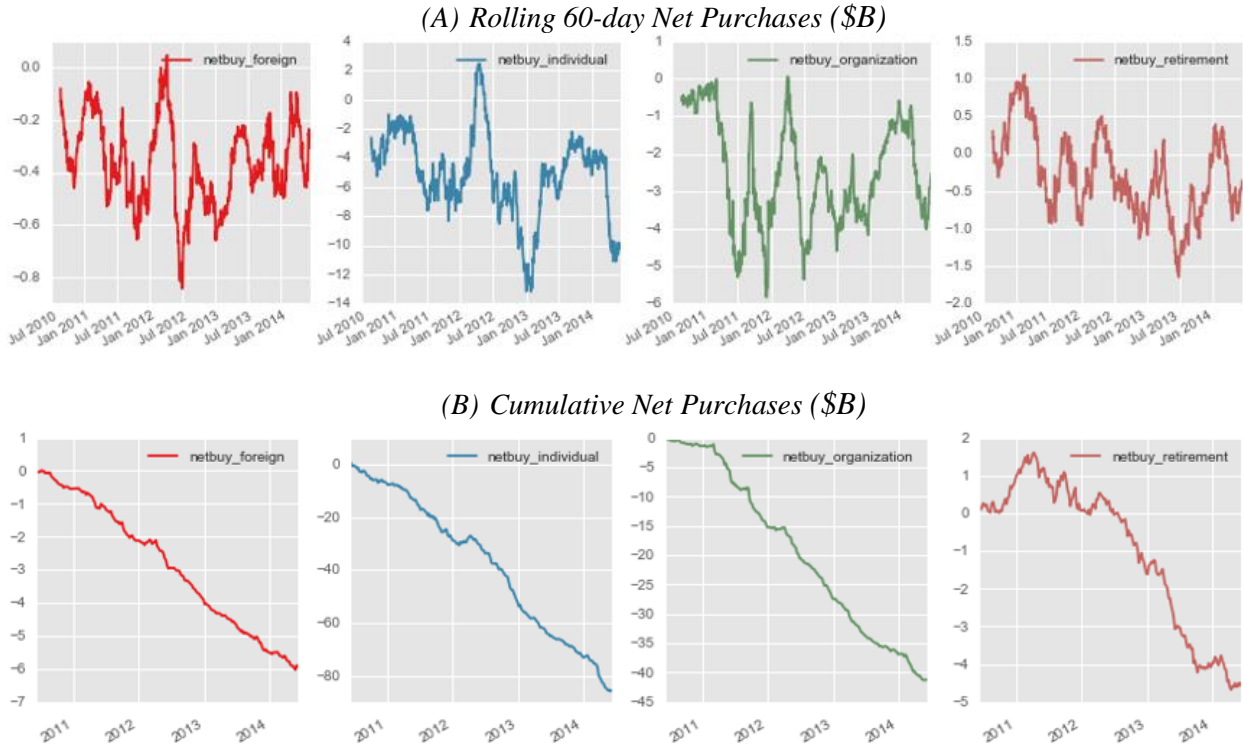 (A) Rolling 60-day Net Purchases ($B)
netbuy_foreign
0.0
−0.2
−0.4
−0.6
−0.8
Jul 2010
Jan 2011
Jul 2011
Jan 2012
Jul 2012
Jan 2013
Jul 2013
Jan 2014
netbuy_individual
4
2
0
−2
−4
−6
−8
−10
−12
−14
Jul 2010
Jan 2011
Jul 2011
Jan 2012
Jul 2012
Jan 2013
Jul 2013
Jan 2014
netbuy_organization
1
0
−1
−2
−3
−4
−5
−6
Jul 2010
Jan 2011
Jul 2011
Jan 2012
Jul 2012
Jan 2013
Jul 2013
Jan 2014
netbuy_retirement
1.5
1.0
0.5
0.0
−0.5
−1.0
−1.5
−2.0
Jul 2010
Jan 2011
Jul 2011
Jan 2012
Jul 2012
Jan 2013
Jul 2013
Jan 2014
(B) Cumulative Net Purchases ($B)
netbuy_foreign
1
0
−1
−2
−3
−4
−5
−6
−7
2011
2012
2013
2014
netbuy_individual
0
−20
−40
−60
−80
2011
2012
2013
2014
netbuy_organization
0
−5
−10
−15
−20
−25
−30
−35
−40
−45
2011
2012
2013
2014
netbuy_retirement
2
1
0
−1
−2
−3
−4
−5
2011
2012
2013
2014